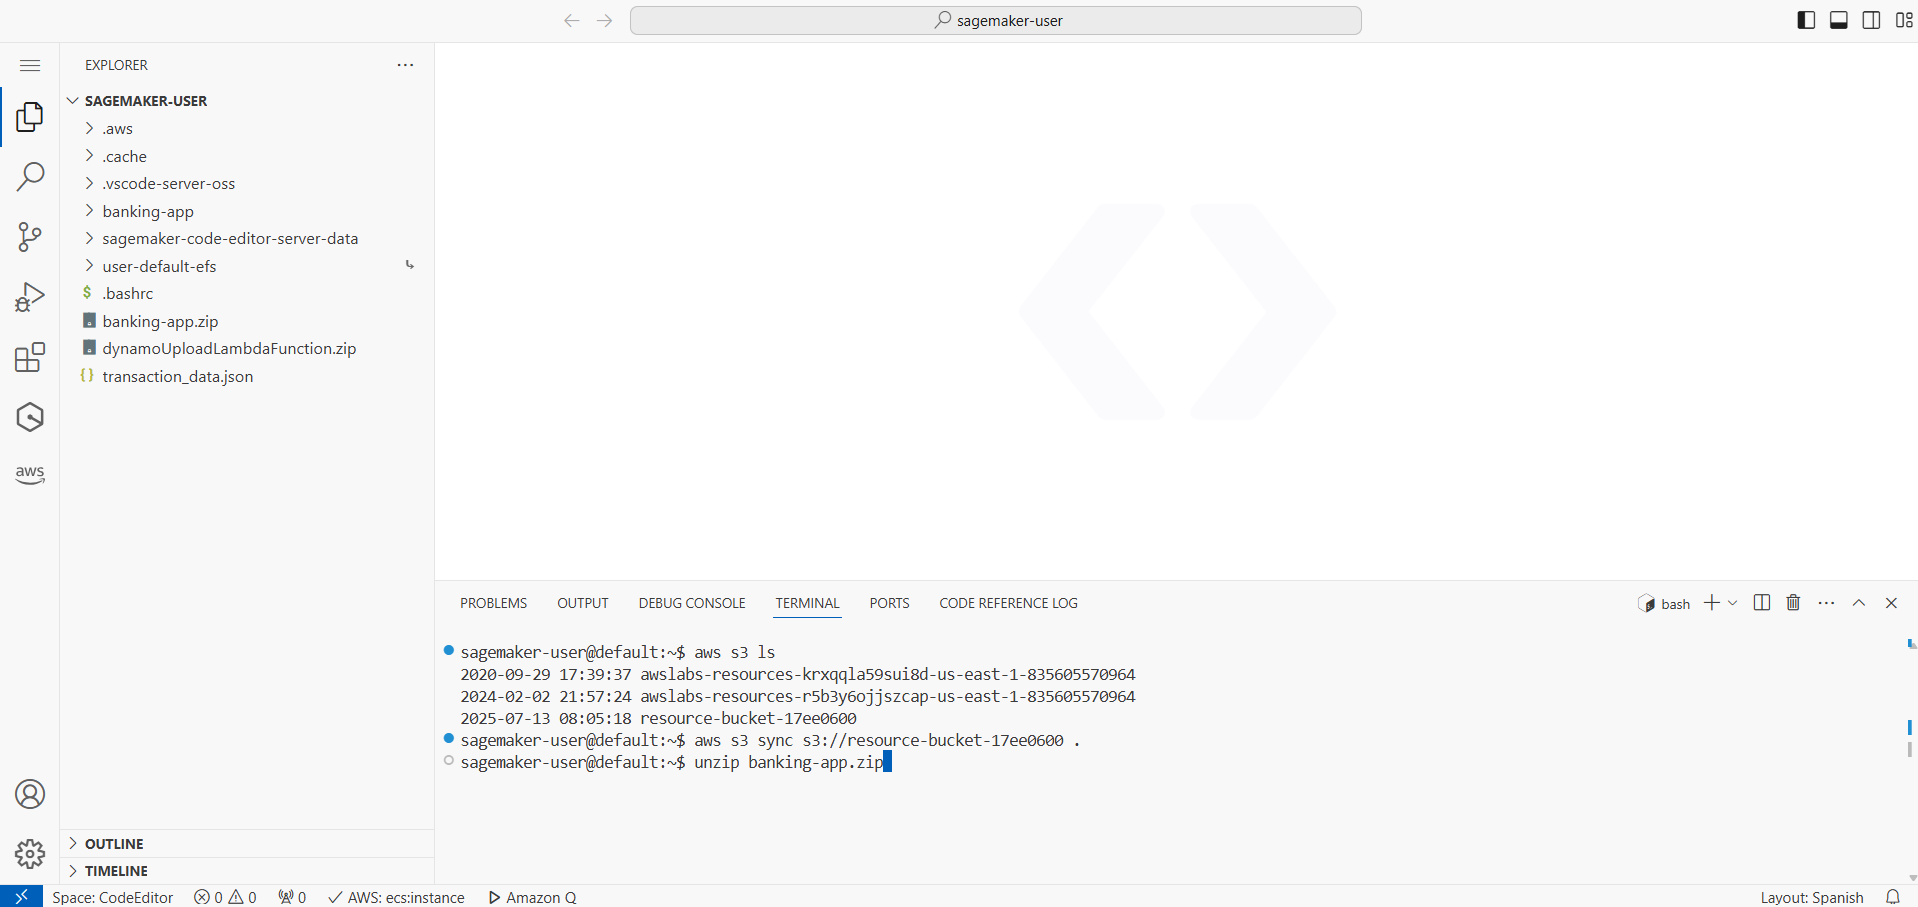 sagemaker-user
EXPLORER
SAGEMAKER-USER
.aws
.cache
.vscode-server-oss
banking-app
sagemaker-code-editor-server-data
user-default-efs
$ .bashrc
banking-app.zip
dynamoUploadLambdaFunction.zip
{} transaction_data.json
aws
OUTLINE
TIMELINE
PROBLEMS OUTPUT DEBUG CONSOLE TERMINAL PORTS CODE REFERENCE LOG
bash
sagemaker-user@default:~$ aws s3 ls
2020-09-29 17:39:37 awslabs-resources-krxqqla59sui8d-us-east-1-835605570964
2024-02-02 21:57:24 awslabs-resources-r5b3y6ojjszcap-us-east-1-835605570964
2025-07-13 08:05:18 resource-bucket-17ee0600
sagemaker-user@default:~$ aws s3 sync s3://resource-bucket-17ee0600 .
sagemaker-user@default:~$ unzip banking-app.zip
Space: CodeEditor 0 0 0 AWS: ecs:instance Amazon Q Layout: Spanish